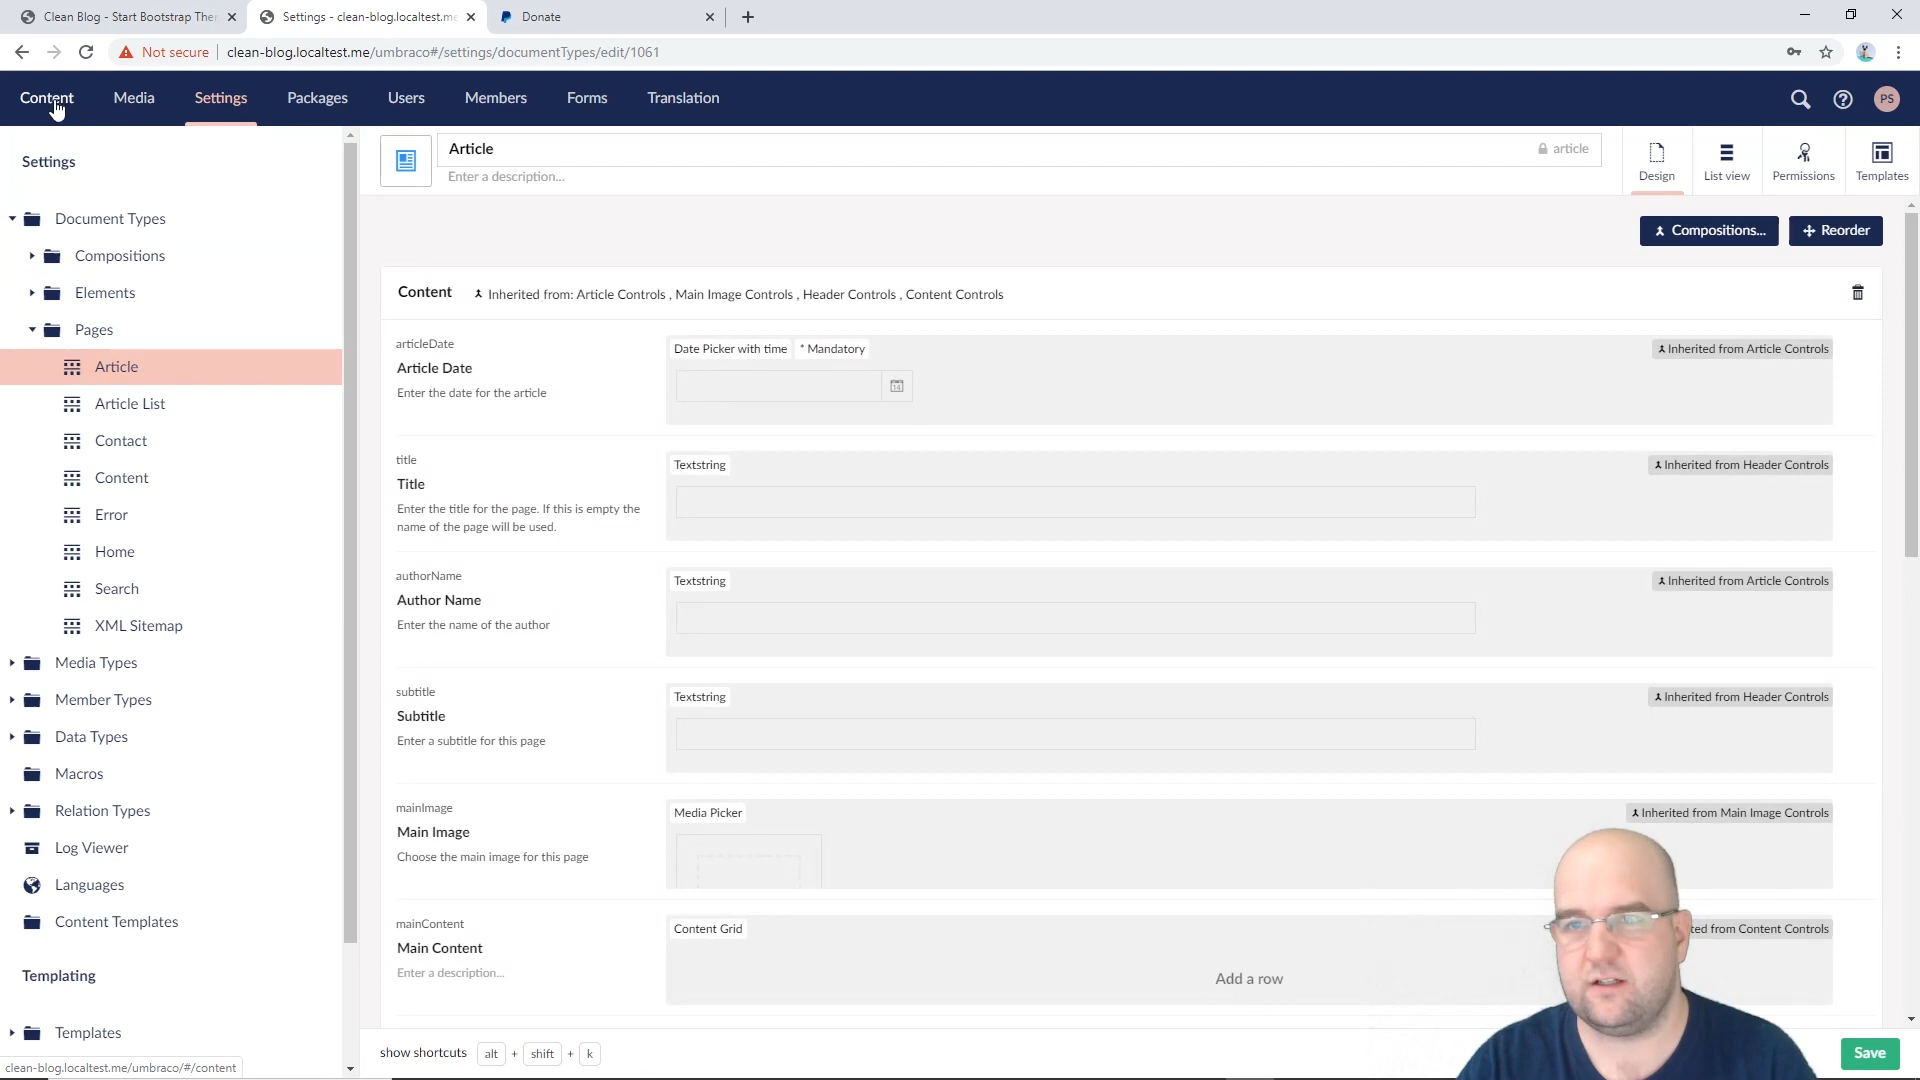 Clean Blog - Start Bootstrap The
Settings - clean-blog.localtest.me
Donate
Not secure
clean-blog.localtest.me/umbraco#/settings/documentTypes/edit/1061
Content
Media
Settings
Packages
Users
Members
Forms
Translation
PS
Settings
Document Types
Compositions
Elements
Pages
Article
Article List
Contact
Content
Error
Home
Search
XML Sitemap
Media Types
Member Types
Data Types
Macros
Relation Types
Log Viewer
Languages
Content Templates
Templating
Templates
clean-blog.localtest.me/umbraco/#/content
Article
article
Enter a description...
Design
List view
Permissions
Templates
Compositions...
Reorder
Content
Inherited from: Article Controls , Main Image Controls , Header Controls , Content Controls
articleDate
Article Date
Enter the date for the article
Date Picker with time
* Mandatory
Inherited from Article Controls
title
Title
Enter the title for the page. If this is empty the
name of the page will be used.
Textstring
Inherited from Header Controls
authorName
Author Name
Enter the name of the author
Textstring
Inherited from Article Controls
subtitle
Subtitle
Enter a subtitle for this page
Textstring
Inherited from Header Controls
mainImage
Main Image
Choose the main image for this page
Media Picker
Inherited from Main Image Controls
mainContent
Main Content
Enter a description...
Content Grid
ted from Content Controls
Add a row
show shortcuts
alt + shift + k
Save